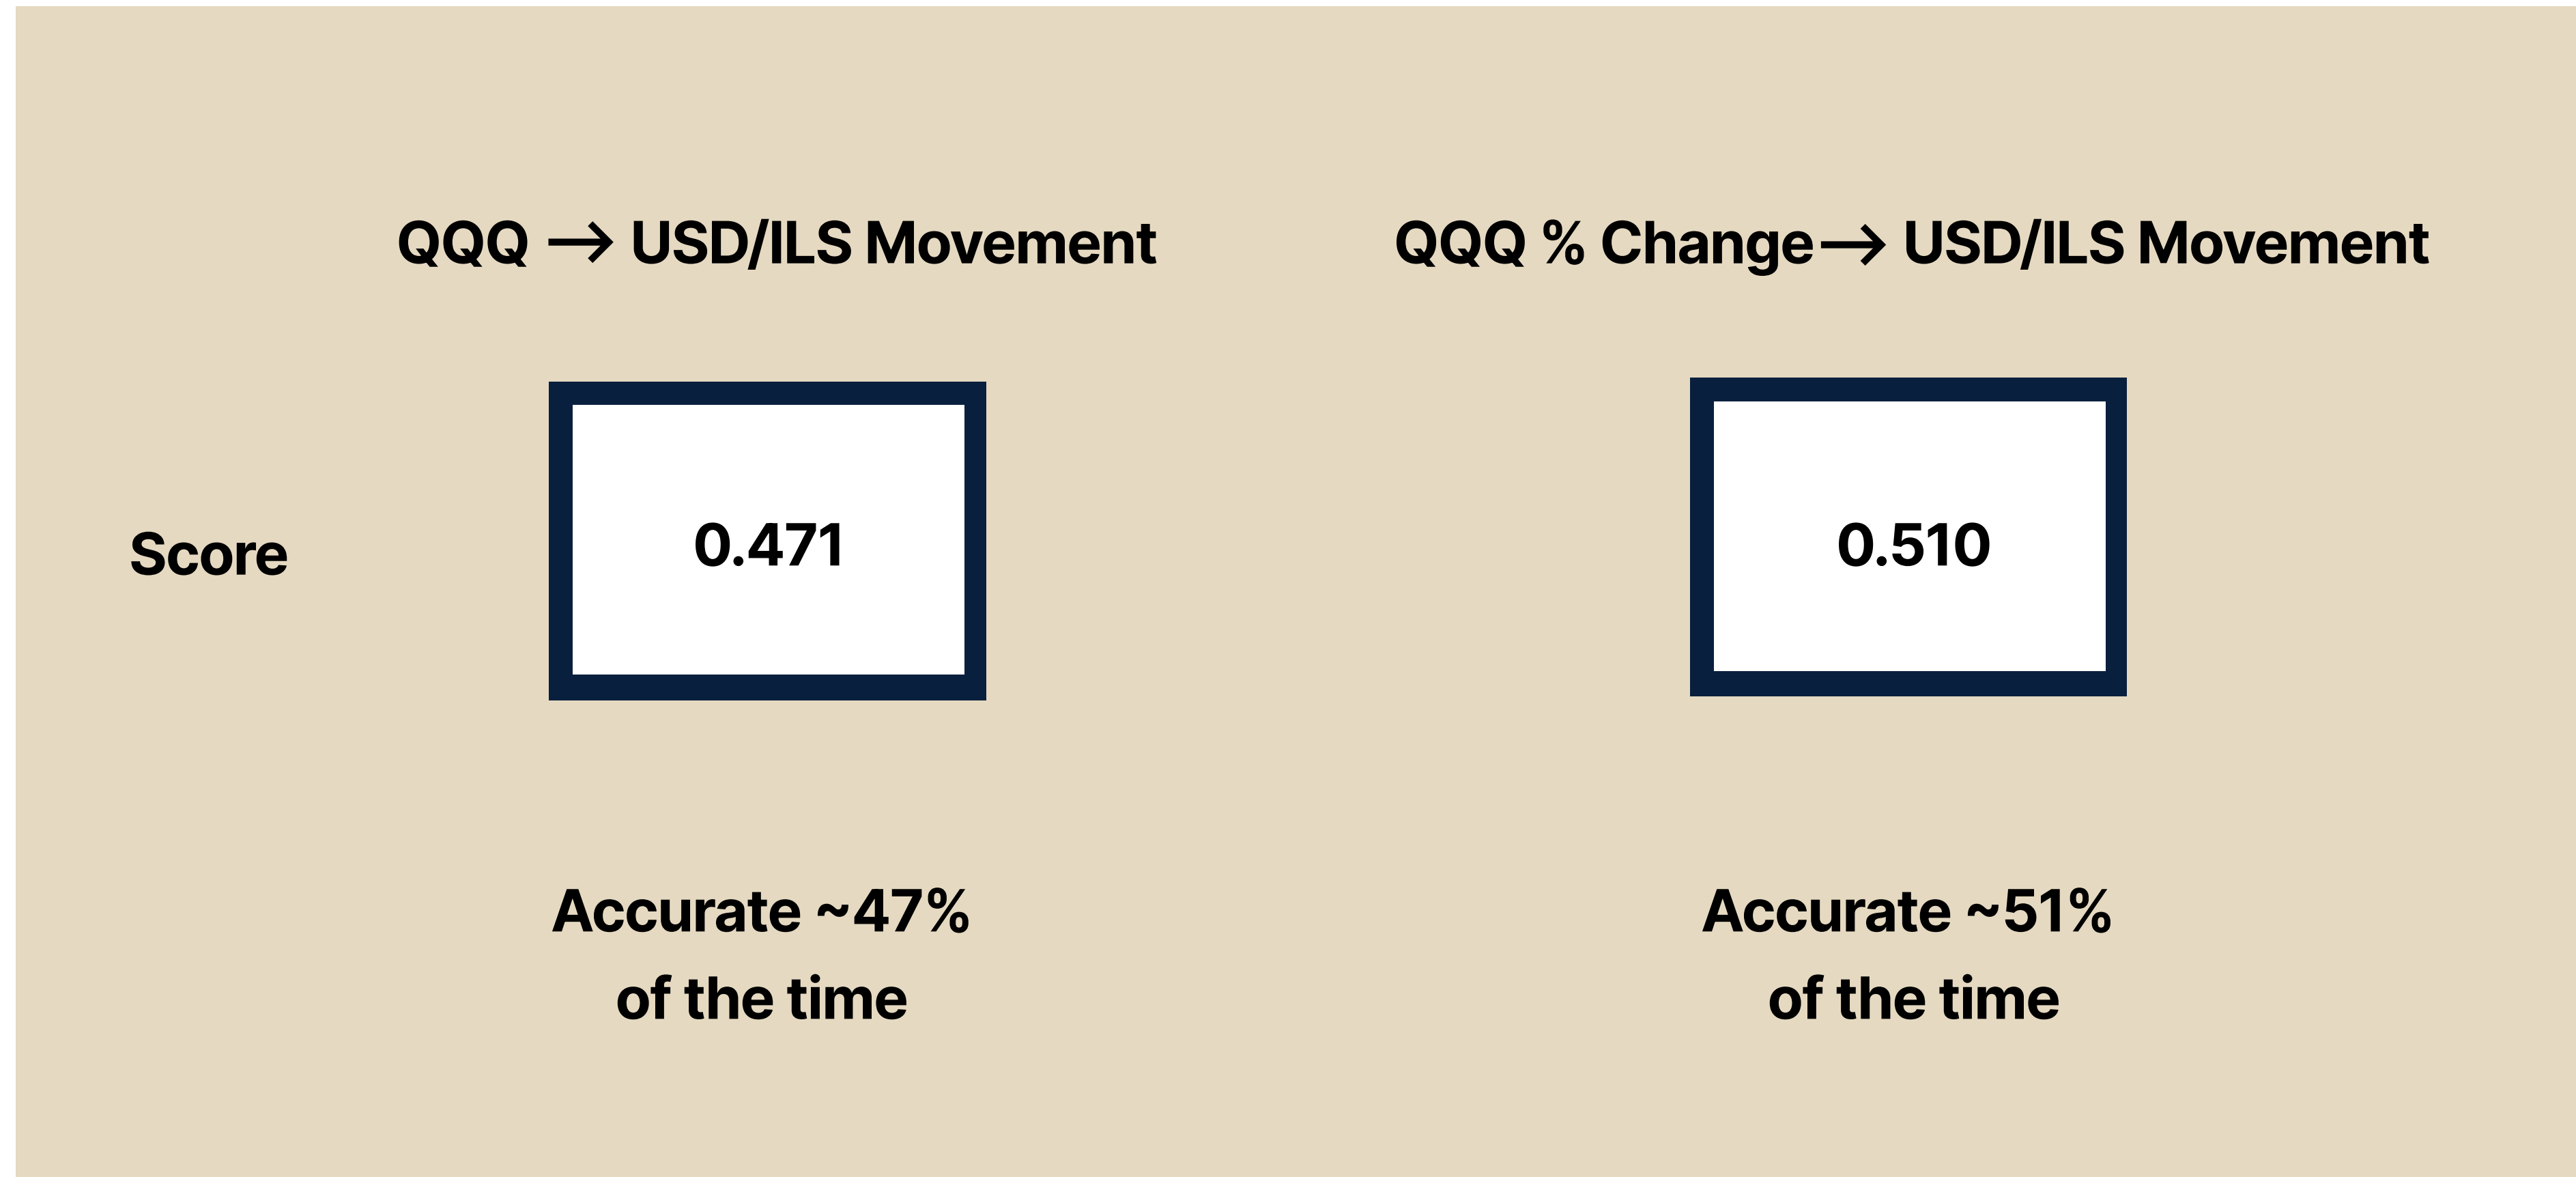 QQQ → USD/ILS Movement
QQQ % Change → USD/ILS Movement
Score
0.471
0.510
Accurate ~47%
of the time
Accurate ~51%
of the time